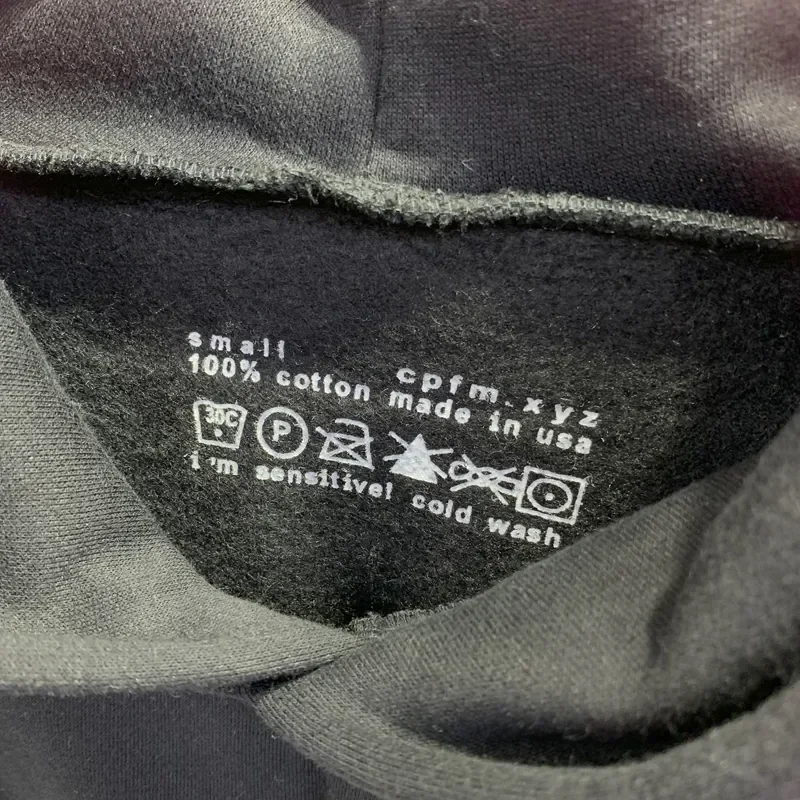 small
cpfm.xyz
100% cotton made in usa
30C P
i'm sensitive! cold wash